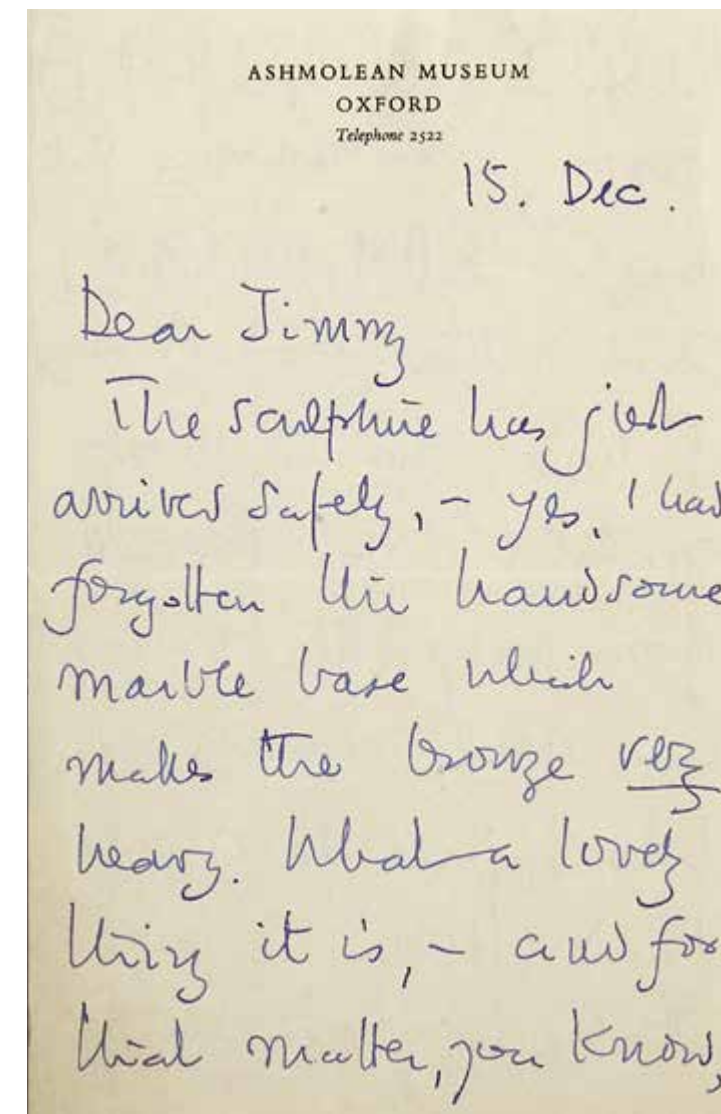 ASHMOLEAN MUSEUM
OXFORD
Telephone 2522
15. Dec.
Dear Jimmy
The sculpture has just
arrived safely, – yes, I had
forgotten the handsome
marble base which
makes the bronze very
heavy. What a lovely
thing it is, – and for
that matter, you know,